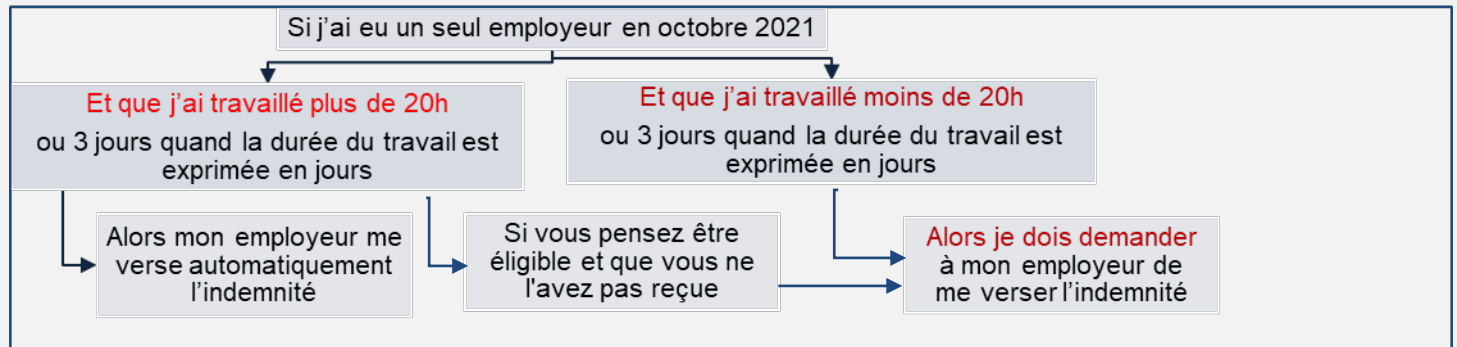 Si j’ai eu un seul employeur en octobre 2021
Et que j’ai travaillé plus de 20h
ou 3 jours quand la durée du travail est
exprimée en jours
Et que j’ai travaillé moins de 20h
ou 3 jours quand la durée du travail est
exprimée en jours
Alors mon employeur me
verse automatiquement
l’indemnité
Si vous pensez être
éligible et que vous ne
l'avez pas reçue
Alors je dois demander
à mon employeur de
me verser l’indemnité